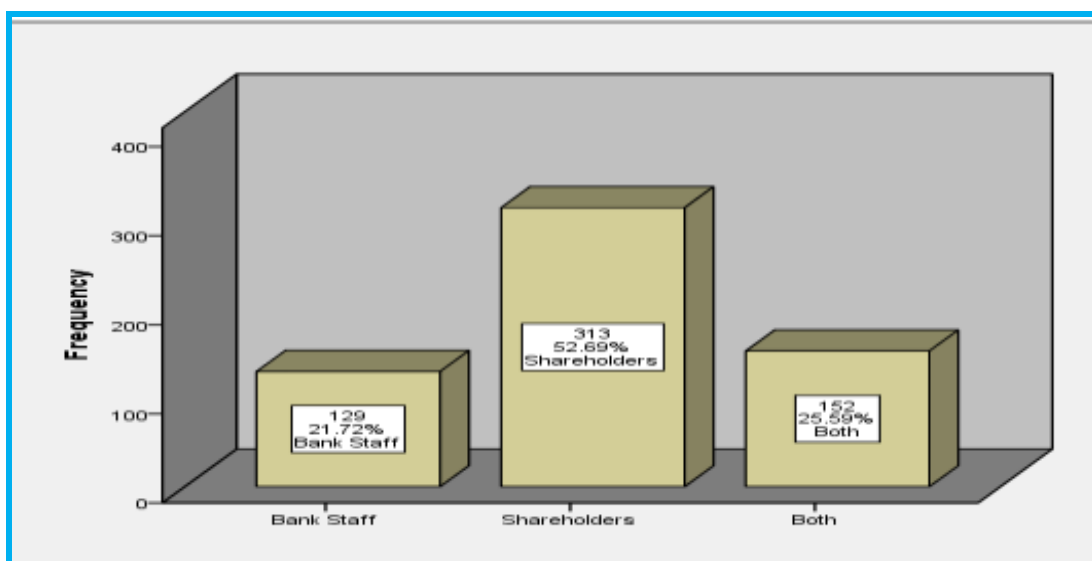 400
300
200
100
0
Frequency
129
21.72%
Bank Staff
313
52.69%
Shareholders
152
25.59%
Both
Bank Staff
Shareholders
Both